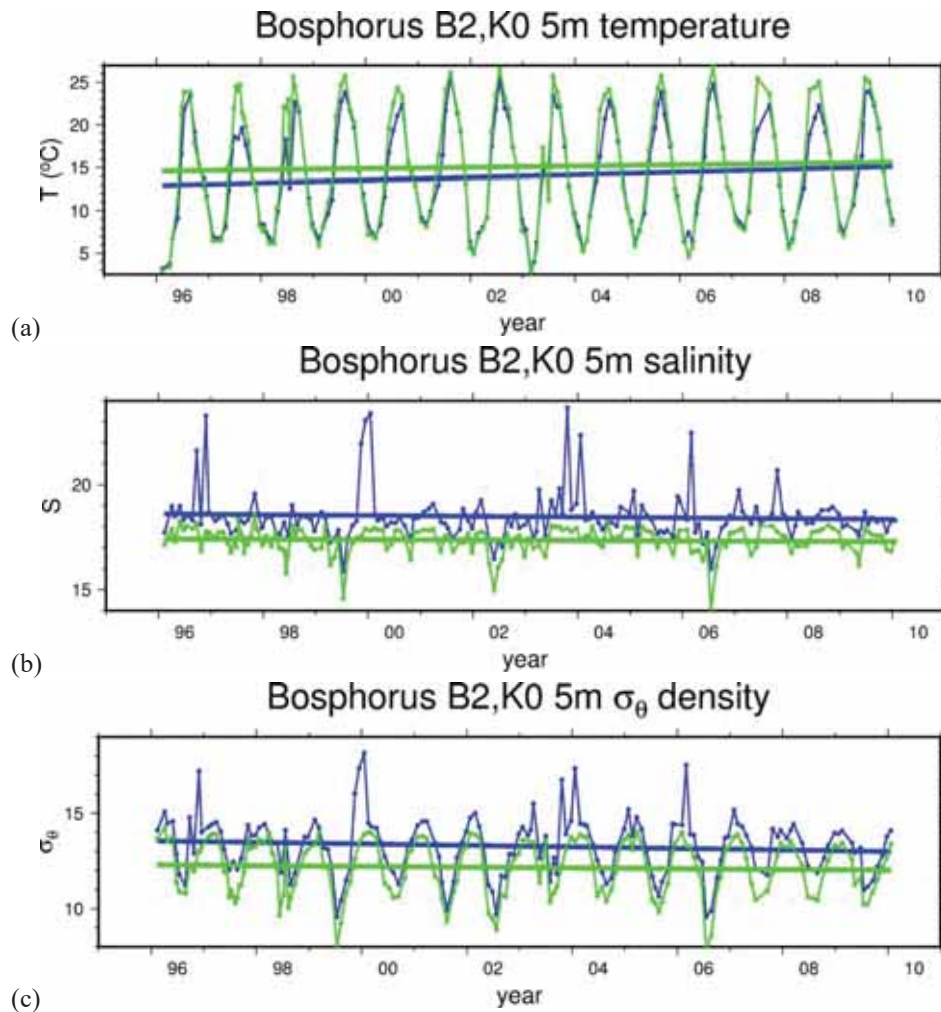 Bosphorus B2,K0 5m temperature
25
20
15
10
5
T (ºC)
96 98 00 02 04 06 08 10
year
(a)
Bosphorus B2,K0 5m salinity
20
15
S
96 98 00 02 04 06 08 10
year
(b)
Bosphorus B2,K0 5m σθ density
15
10
σθ
96 98 00 02 04 06 08 10
year
(c)